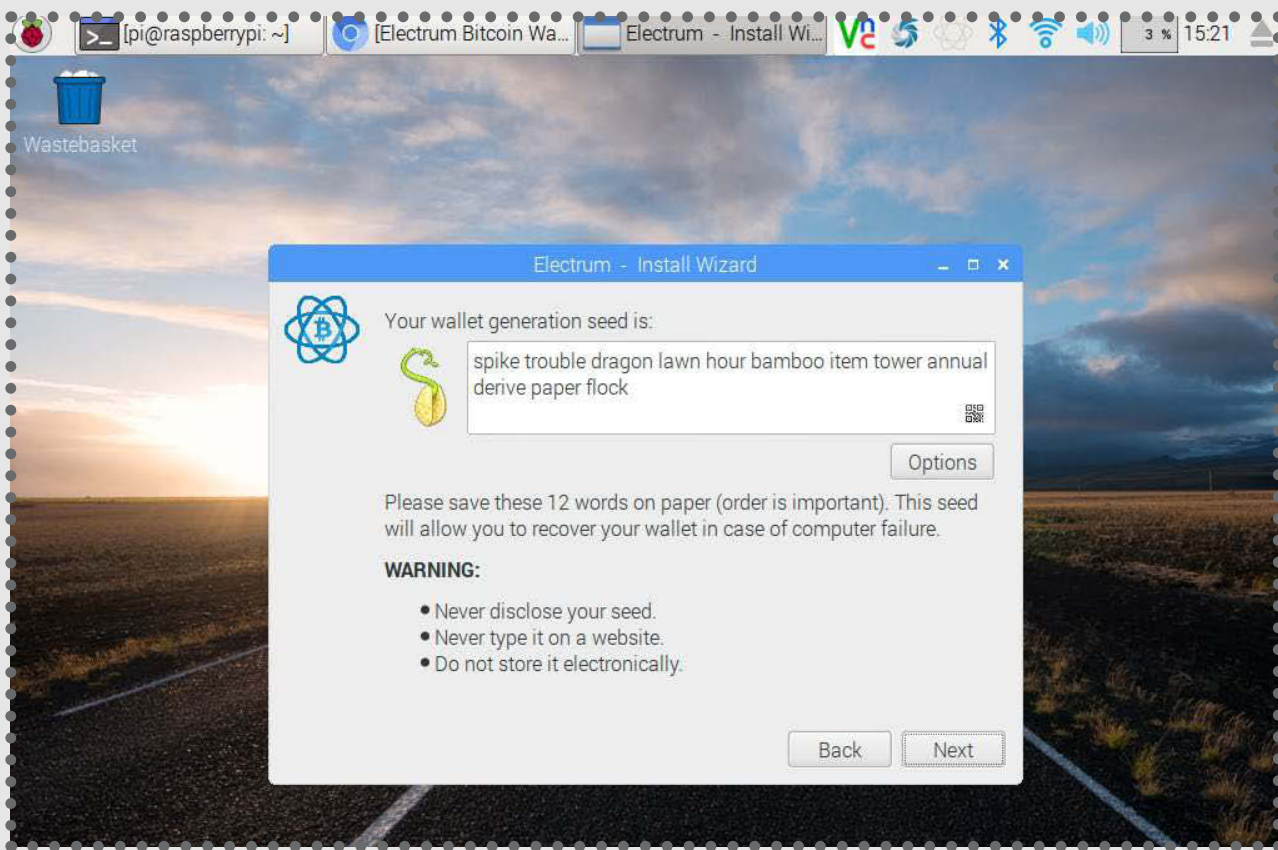 [pi@raspberrypi: ~]
[Electrum Bitcoin Wa...
Electrum - Install Wi...
3 %
15:21
Wastebasket
Electrum - Install Wizard
Your wallet generation seed is:
spike trouble dragon lawn hour bamboo item tower annual
derive paper flock
Options
Please save these 12 words on paper (order is important). This seed
will allow you to recover your wallet in case of computer failure.
WARNING:
Never disclose your seed.
Never type it on a website.
Do not store it electronically.
Back
Next